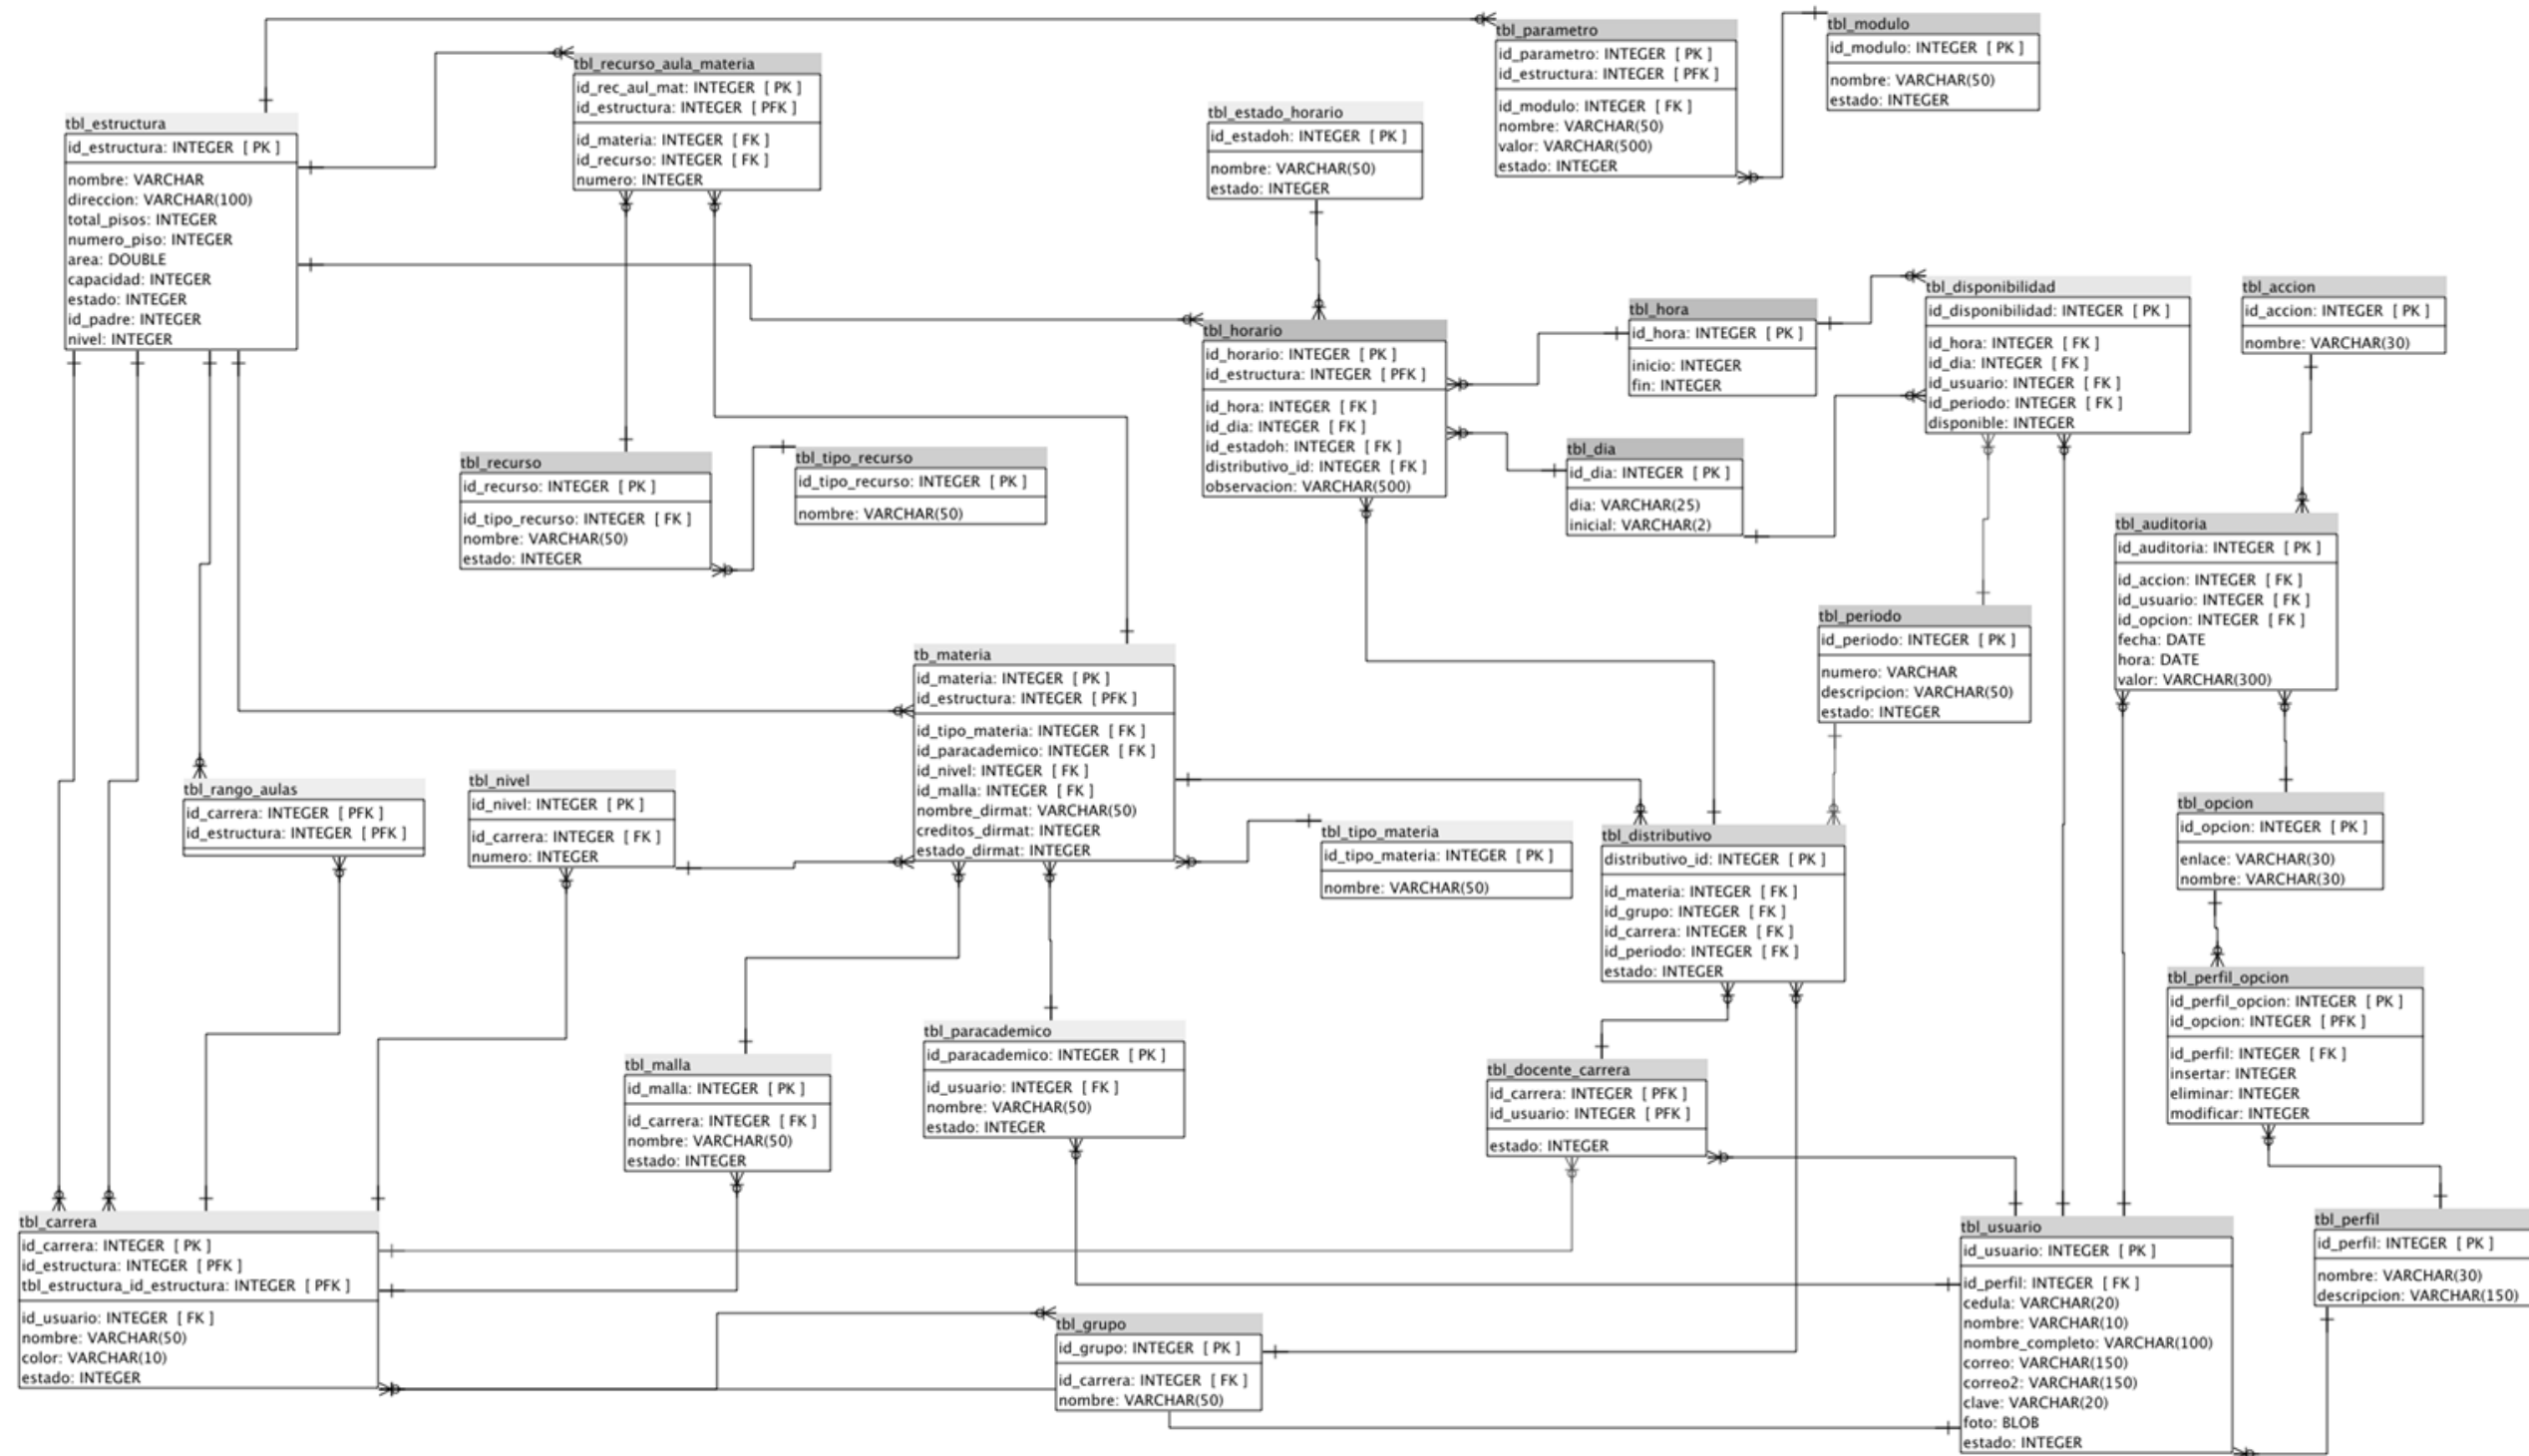 tbl_parametro
id_parametro: INTEGER [ PK ]
id_estructura: INTEGER [ PFK ]
id_modulo: INTEGER [ FK ]
nombre: VARCHAR(50)
valor: VARCHAR(500)
estado: INTEGER
tbl_modulo
id_modulo: INTEGER [ PK ]
nombre: VARCHAR(50)
estado: INTEGER
tbl_recurso_aula_materia
id_rec_aul_mat: INTEGER [ PK ]
id_estructura: INTEGER [ PFK ]
id_materia: INTEGER [ FK ]
id_recurso: INTEGER [ FK ]
numero: INTEGER
tbl_estructura
id_estructura: INTEGER [ PK ]
nombre: VARCHAR
direccion: VARCHAR(100)
total_pisos: INTEGER
numero_piso: INTEGER
area: DOUBLE
capacidad: INTEGER
estado: INTEGER
id_padre: INTEGER
nivel: INTEGER
tbl_estado_horario
id_estadoh: INTEGER [ PK ]
nombre: VARCHAR(50)
estado: INTEGER
tbl_horario
id_horario: INTEGER [ PK ]
id_estructura: INTEGER [ PFK ]
id_hora: INTEGER [ FK ]
id_dia: INTEGER [ FK ]
id_estadoh: INTEGER [ FK ]
distributivo_id: INTEGER [ FK ]
observacion: VARCHAR(500)
tbl_hora
id_hora: INTEGER [ PK ]
inicio: INTEGER
fin: INTEGER
tbl_disponibilidad
id_disponibilidad: INTEGER [ PK ]
id_hora: INTEGER [ FK ]
id_dia: INTEGER [ FK ]
id_usuario: INTEGER [ FK ]
id_periodo: INTEGER [ FK ]
disponible: INTEGER
tbl_accion
id_accion: INTEGER [ PK ]
nombre: VARCHAR(30)
tbl_recurso
id_recurso: INTEGER [ PK ]
id_tipo_recurso: INTEGER [ FK ]
nombre: VARCHAR(50)
estado: INTEGER
tbl_tipo_recurso
id_tipo_recurso: INTEGER [ PK ]
nombre: VARCHAR(50)
tbl_dia
id_dia: INTEGER [ PK ]
dia: VARCHAR(25)
inicial: VARCHAR(2)
tbl_auditoria
id_auditoria: INTEGER [ PK ]
id_accion: INTEGER [ FK ]
id_usuario: INTEGER [ FK ]
id_opcion: INTEGER [ FK ]
fecha: DATE
hora: DATE
valor: VARCHAR(300)
tbl_periodo
id_periodo: INTEGER [ PK ]
numero: VARCHAR
descripcion: VARCHAR(50)
estado: INTEGER
tb_materia
id_materia: INTEGER [ PK ]
id_estructura: INTEGER [ PFK ]
id_tipo_materia: INTEGER [ FK ]
id_paracademico: INTEGER [ FK ]
id_nivel: INTEGER [ FK ]
id_malla: INTEGER [ FK ]
nombre_dirmat: VARCHAR(50)
creditos_dirmat: INTEGER
estado_dirmat: INTEGER
tbl_rango_aulas
id_carrera: INTEGER [ PFK ]
id_estructura: INTEGER [ PFK ]
tbl_nivel
id_nivel: INTEGER [ PK ]
id_carrera: INTEGER [ FK ]
numero: INTEGER
tbl_tipo_materia
id_tipo_materia: INTEGER [ PK ]
nombre: VARCHAR(50)
tbl_distributivo
distributivo_id: INTEGER [ PK ]
id_materia: INTEGER [ FK ]
id_grupo: INTEGER [ FK ]
id_carrera: INTEGER [ FK ]
id_periodo: INTEGER [ FK ]
estado: INTEGER
tbl_opcion
id_opcion: INTEGER [ PK ]
enlace: VARCHAR(30)
nombre: VARCHAR(30)
tbl_perfil_opcion
id_perfil_opcion: INTEGER [ PK ]
id_opcion: INTEGER [ PFK ]
id_perfil: INTEGER [ FK ]
insertar: INTEGER
eliminar: INTEGER
modificar: INTEGER
tbl_malla
id_malla: INTEGER [ PK ]
id_carrera: INTEGER [ FK ]
nombre: VARCHAR(50)
estado: INTEGER
tbl_paracademico
id_paracademico: INTEGER [ PK ]
id_usuario: INTEGER [ FK ]
nombre: VARCHAR(50)
estado: INTEGER
tbl_docente_carrera
id_carrera: INTEGER [ PFK ]
id_usuario: INTEGER [ PFK ]
estado: INTEGER
tbl_carrera
id_carrera: INTEGER [ PK ]
id_estructura: INTEGER [ PFK ]
tbl_estructura_id_estructura: INTEGER [ PFK ]
id_usuario: INTEGER [ FK ]
nombre: VARCHAR(50)
color: VARCHAR(10)
estado: INTEGER
tbl_grupo
id_grupo: INTEGER [ PK ]
id_carrera: INTEGER [ FK ]
nombre: VARCHAR(50)
tbl_usuario
id_usuario: INTEGER [ PK ]
id_perfil: INTEGER [ FK ]
cedula: VARCHAR(20)
nombre: VARCHAR(10)
nombre_completo: VARCHAR(100)
correo: VARCHAR(150)
correo2: VARCHAR(150)
clave: VARCHAR(20)
foto: BLOB
estado: INTEGER
tbl_perfil
id_perfil: INTEGER [ PK ]
nombre: VARCHAR(30)
descripcion: VARCHAR(150)